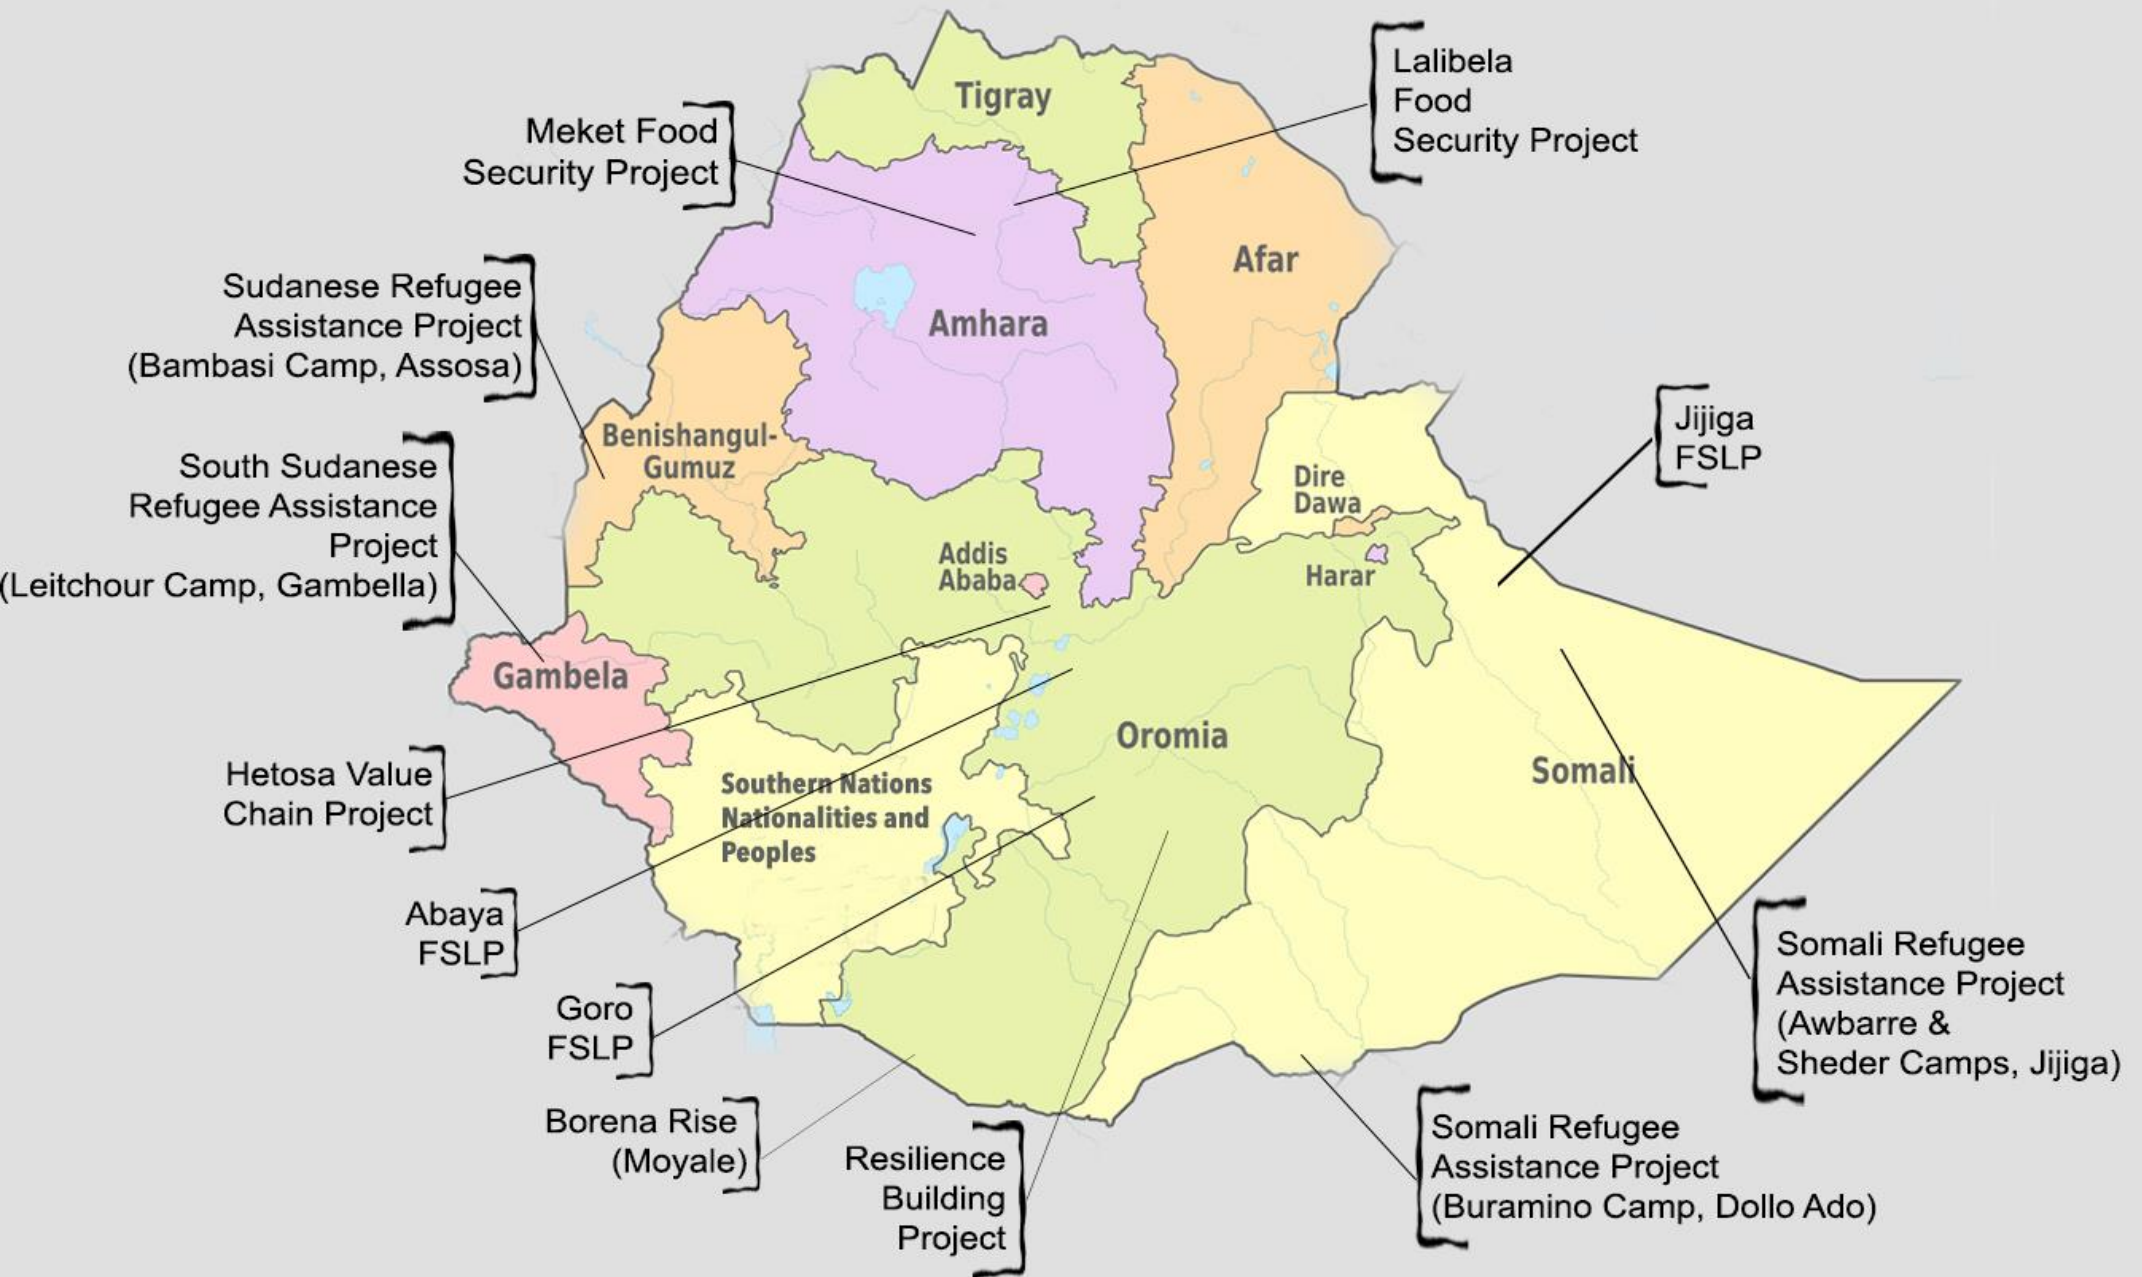 Tigray
Lalibela
Food
Security Project
Meket Food
Security Project
Afar
Sudanese Refugee
Assistance Project
(Bambasi Camp, Assosa)
Amhara
Jijiga
FSLP
Benishangul-
Gumuz
South Sudanese
Refugee Assistance
Project
(Leitchour Camp, Gambella)
Dire
Dawa
Addis
Ababa
Harar
Gambela
Oromia
Somali
Hetosa Value
Chain Project
Southern Nations
Nationalities and
Peoples
Abaya
FSLP
Somali Refugee
Assistance Project
(Awbarre &
Sheder Camps, Jijiga)
Goro
FSLP
Borena Rise
(Moyale)
Resilience
Building
Project
Somali Refugee
Assistance Project
(Buramino Camp, Dollo Ado)